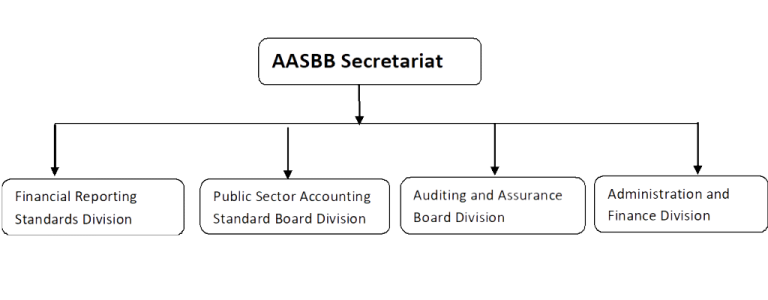 AASBB Secretariat
Financial Reporting
Standards Division
Public Sector Accounting
Standard Board Division
Auditing and Assurance
Board Division
Administration and
Finance Division